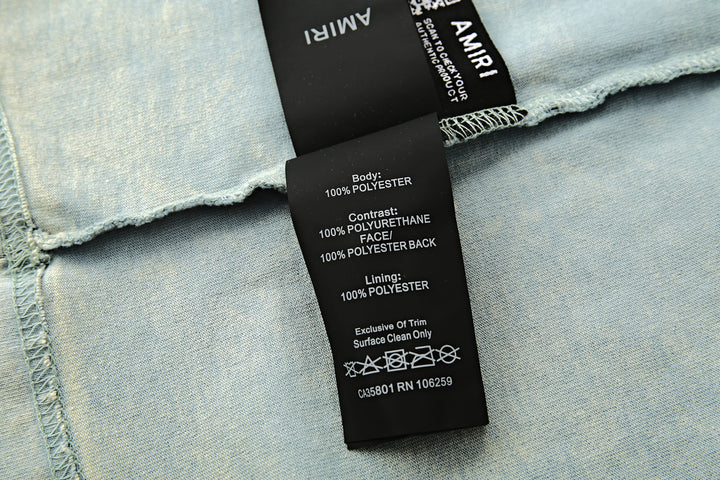 AMIRI
AMIRI
SCAN TO CHECK YOUR
AUTHENTIC PRODUCT
Body:
100% POLYESTER
Contrast:
100% POLYURETHANE
FACE/
100% POLYESTER BACK
Lining:
100% POLYESTER
Exclusive Of Trim
Surface Clean Only
CA35801 RN 106259